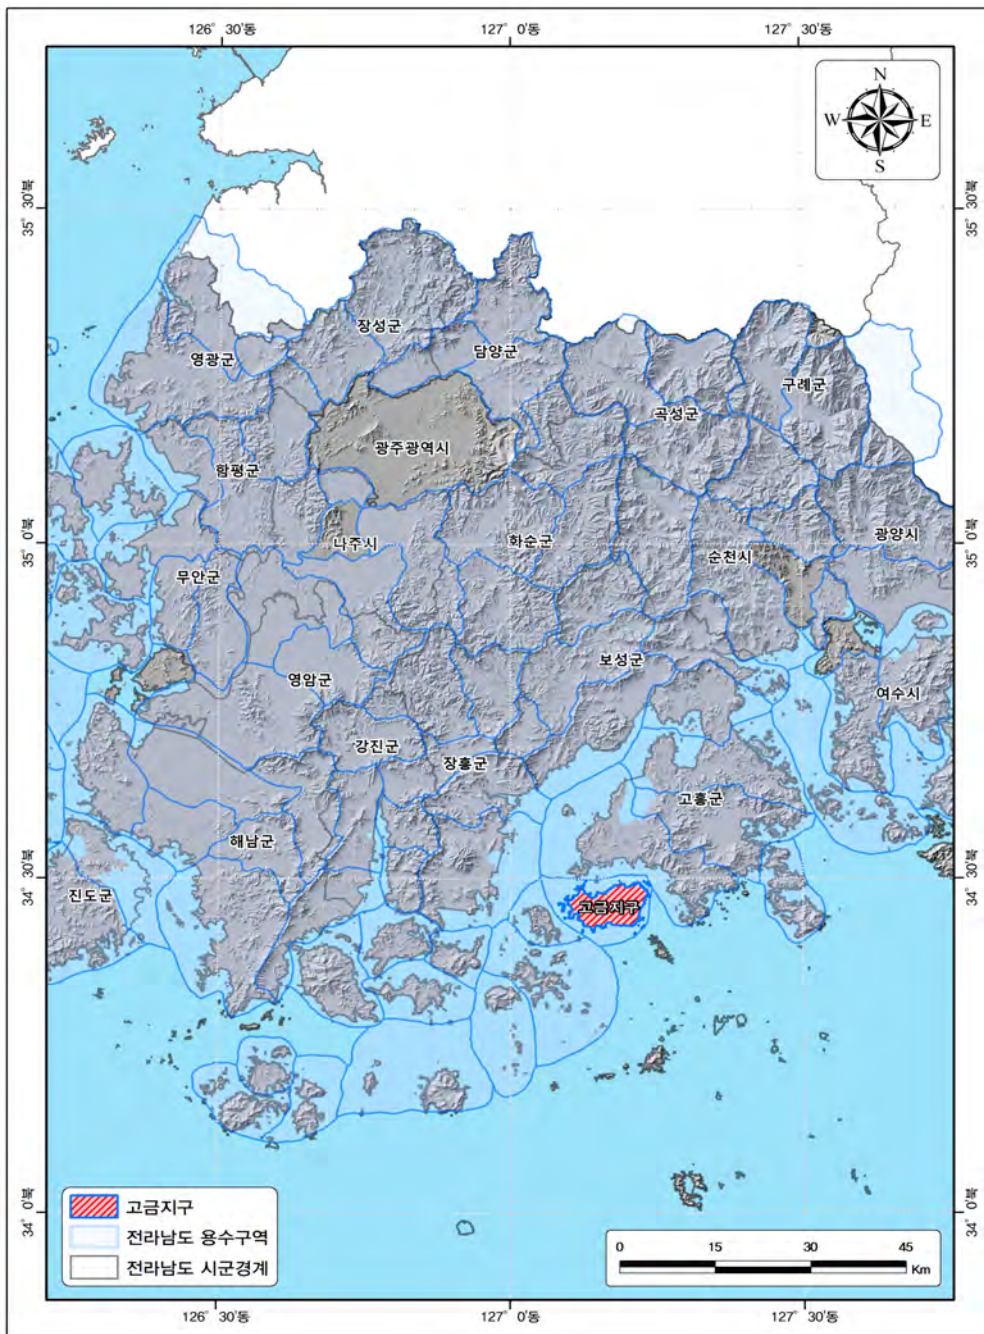 126° 30'동
127° 0'동
127° 30'동
N
W
E
S
35° 30'북
35° 30'북
장성군
영광군
담양군
구례군
곡성군
광주광역시
함평군
35° 0'북
35° 0'북
나주시
화순군
순천시
광양시
무안군
영암군
보성군
여수시
강진군
장흥군
고흥군
해남군
34° 30'북
34° 30'북
진도군
고금지구
34° 0'북
34° 0'북
고금지구
전라남도 용수구역
전라남도 시군경계
0 15 30 45
Km
126° 30'동
127° 0'동
127° 30'동